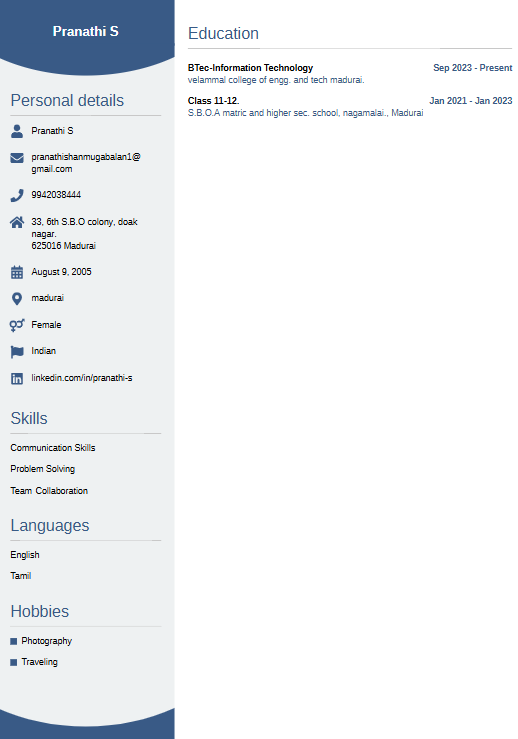 Pranathi S
Personal details
Pranathi S
pranathishanmugabalan1@
gmail.com
9942038444
33, 6th S.B.O colony, doak
nagar.
625016 Madurai
August 9, 2005
madurai
Female
Indian
linkedin.com/in/pranathi-s
Skills
Communication Skills
Problem Solving
Team Collaboration
Languages
English
Tamil
Hobbies
Photography
Traveling
Education
BTec-Information Technology Sep 2023 - Present
velammal college of engg. and tech madurai.
Class 11-12. Jan 2021 - Jan 2023
S.B.O.A matric and higher sec. school, nagamalai., Madurai